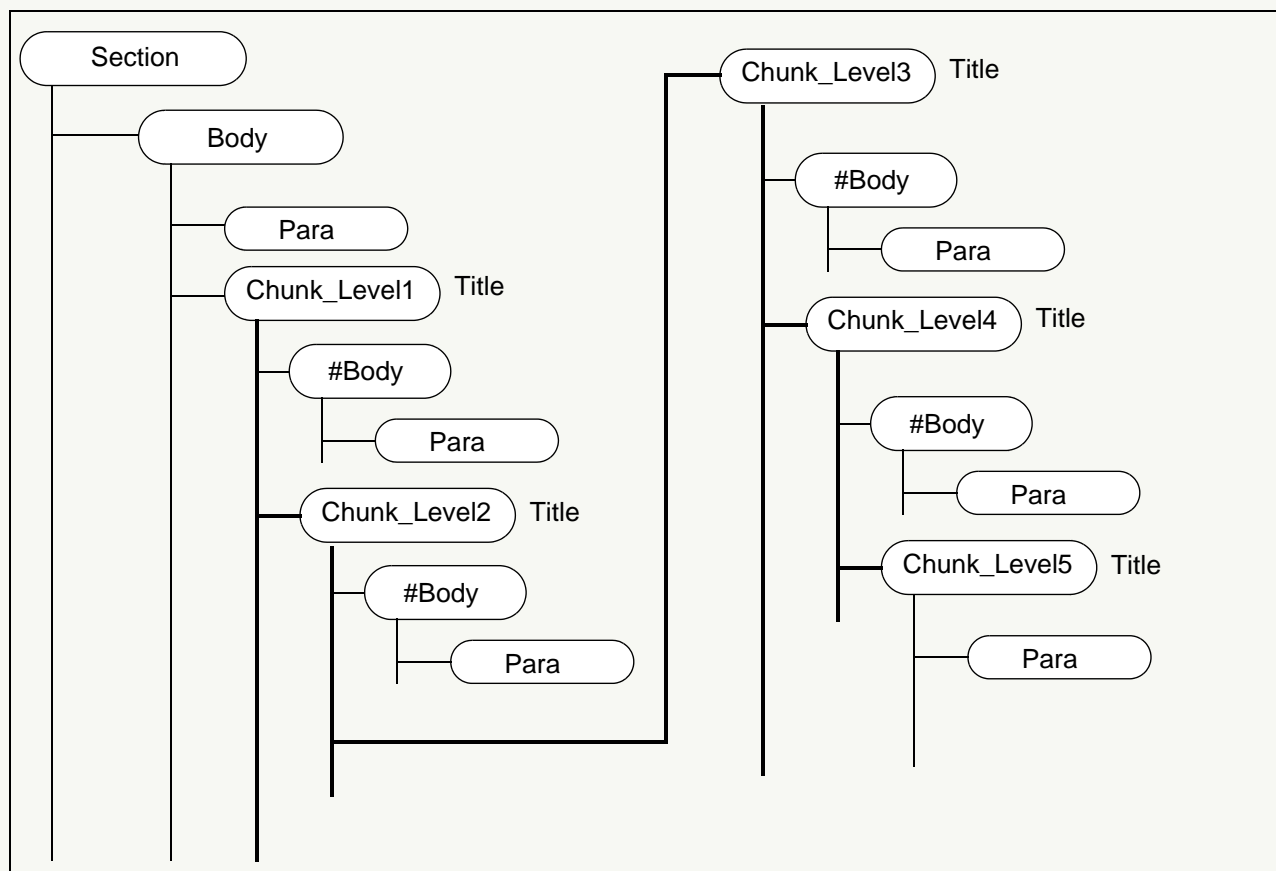 Section
Body
Para
Chunk_Level1 Title
#Body
Para
Chunk_Level2 Title
#Body
Para
Chunk_Level3 Title
#Body
Para
Chunk_Level4 Title
#Body
Para
Chunk_Level5 Title
Para